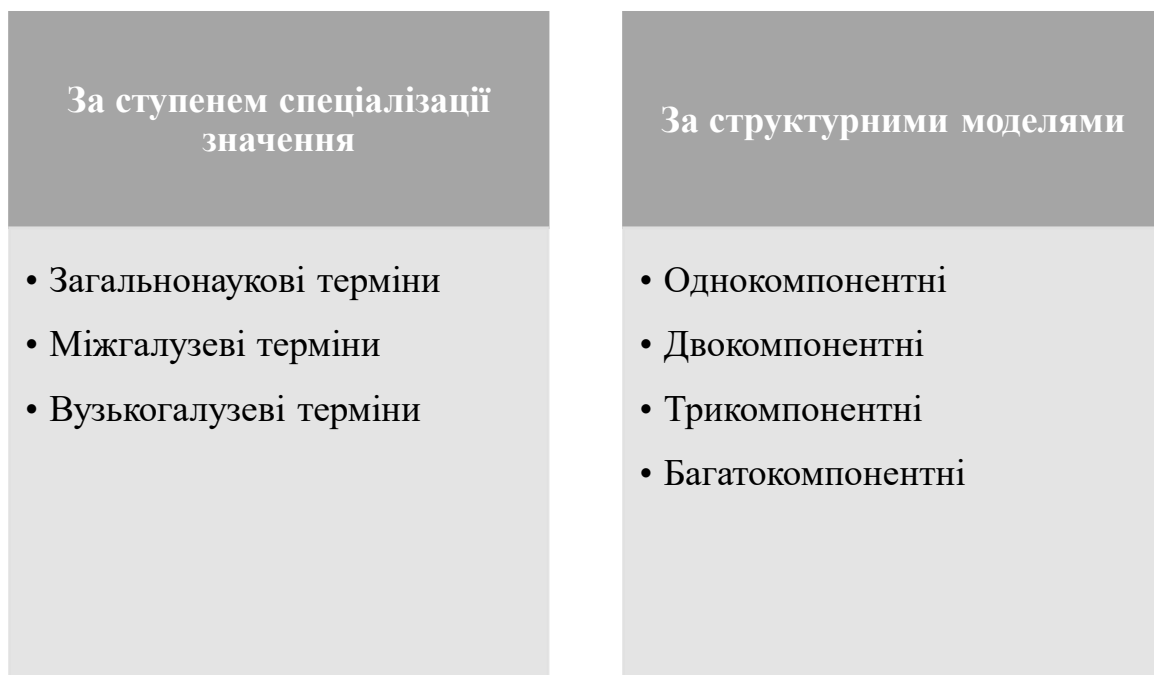 За ступенем спеціалізації
значення
• Загальнонаукові терміни
• Міжгалузеві терміни
• Вузькогалузеві терміни
За структурними моделями
• Однокомпонентні
• Двокомпонентні
• Трикомпонентні
• Багатокомпонентні